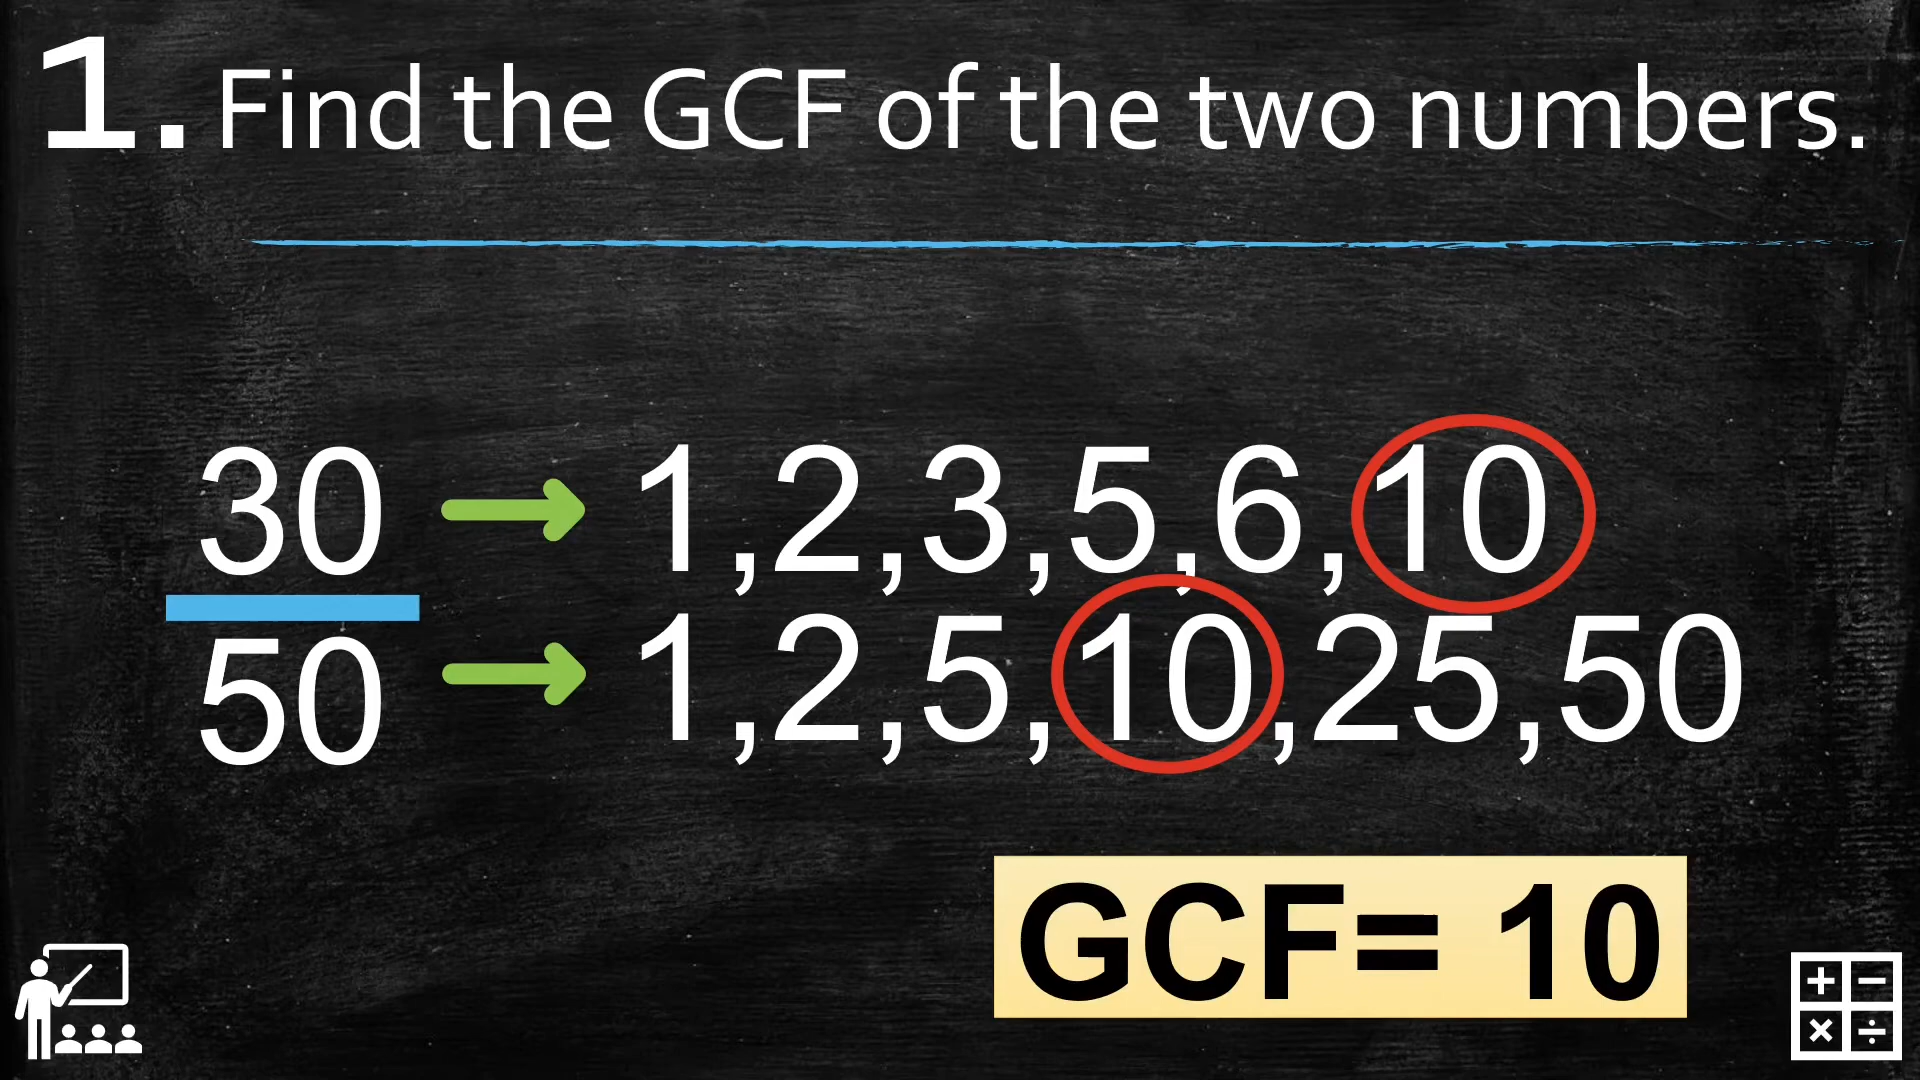 1. Find the GCF of the two numbers.
30 → 1,2,3,5,6,10
50 → 1,2,5,10,25,50
GCF= 10
+ −
× ÷